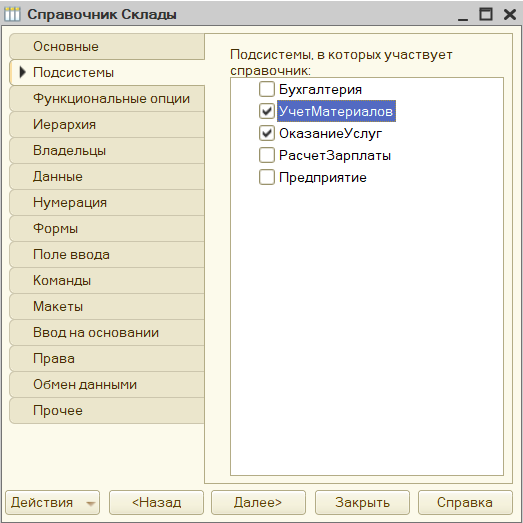 Справочник Склады
Основные
Подсистемы
Функциональные опции
Иерархия
Владельцы
Данные
Нумерация
Формы
Поле ввода
Команды
Макеты
Ввод на основании
Права
Обмен данными
Прочее
Подсистемы, в которых участвует
справочник:
Бухгалтерия
УчетМатериалов
ОказаниеУслуг
РасчетЗарплаты
Предприятие
Действия
<Назад
Далее>
Закрыть
Справка